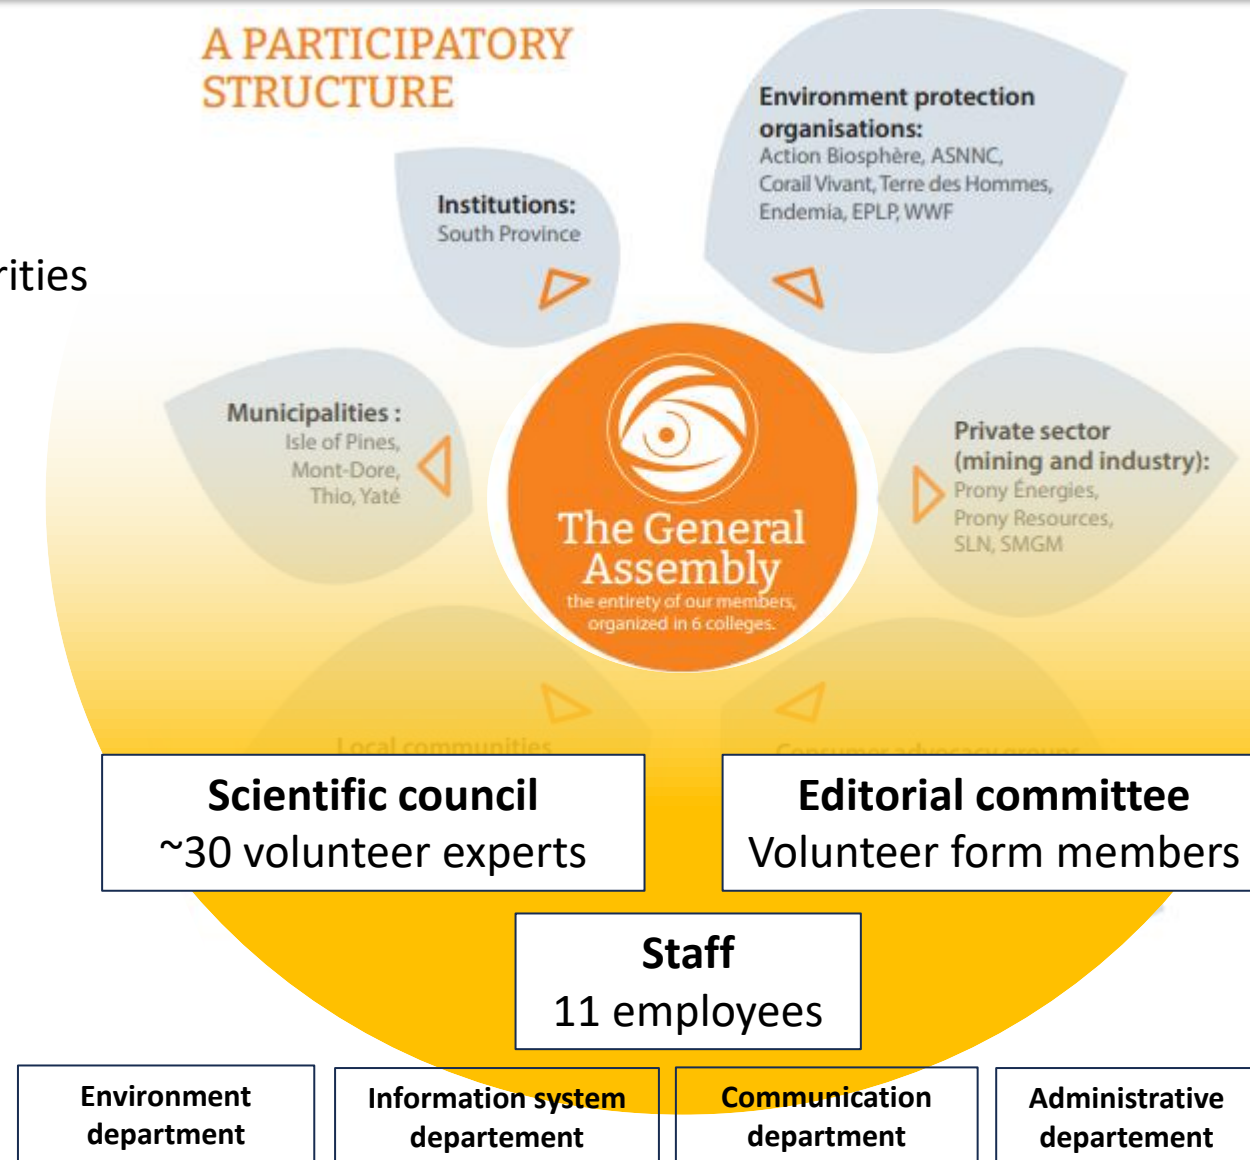 A PARTICIPATORY
STRUCTURE
Environment protection
organisations:
Action Biosphère, ASNNC,
Corail Vivant, Terre des Hommes,
Endemia, EPLP, WWF
Institutions:
South Province
rities
Municipalities :
Isle of Pines,
Mont-Dore,
Thio, Yaté
Private sector
(mining and industry):
Prony Énergies,
Prony Resources,
SLN, SMGM
The General
Assembly
the entirety of our members,
organized in 6 colleges.
Local communities
Consumer advocacy groups
Scientific council
~30 volunteer experts
Editorial committee
Volunteer form members
Staff
11 employees
Environment
department
Information system
departement
Communication
department
Administrative
departement